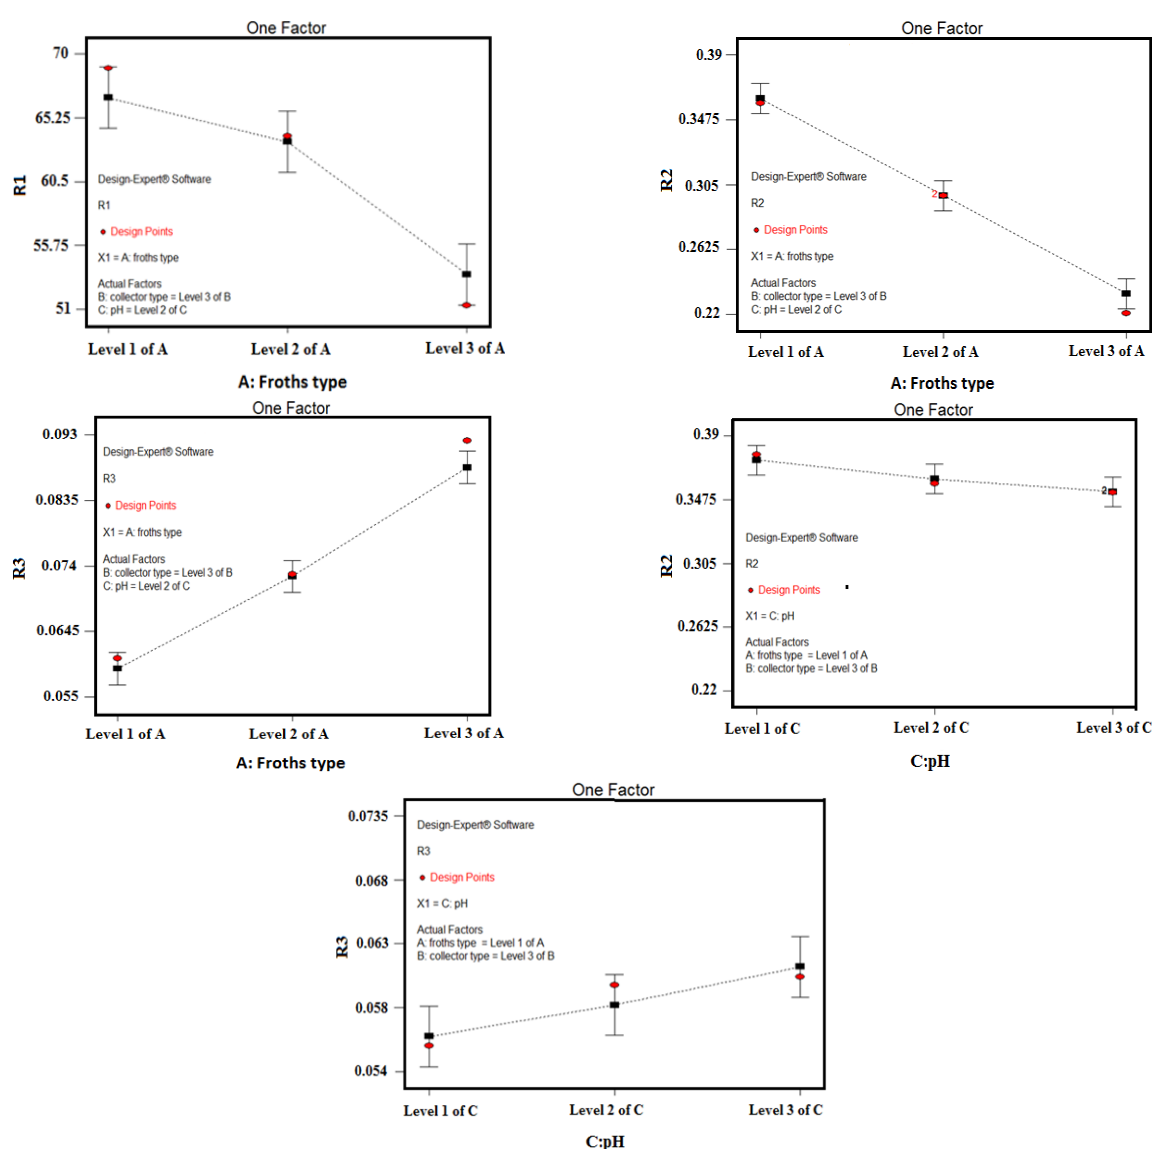 One Factor
70
65.25
60.5
55.75
51
R1
Design-Expert® Software
R1
Design Points
X1 = A: froths type
Actual Factors
B: collector type = Level 3 of B
C: pH = Level 2 of C
Level 1 of A Level 2 of A Level 3 of A
A: Froths type
One Factor
0.39
0.3475
0.305
0.2625
0.22
R2
2
Design-Expert® Software
R2
Design Points
X1 = A: froths type
Actual Factors
B: collector type = Level 3 of B
C: pH = Level 2 of C
Level 1 of A Level 2 of A Level 3 of A
A: Froths type
One Factor
0.093
0.0835
0.074
0.0645
0.055
R3
Design-Expert® Software
R3
Design Points
X1 = A: froths type
Actual Factors
B: collector type = Level 3 of B
C: pH = Level 2 of C
Level 1 of A Level 2 of A Level 3 of A
A: Froths type
One Factor
0.39
0.3475
0.305
0.2625
0.22
R2
2
Design-Expert® Software
R2
Design Points
X1 = C: pH
Actual Factors
A: froths type = Level 1 of A
B: collector type = Level 3 of B
Level 1 of C Level 2 of C Level 3 of C
C:pH
One Factor
0.0735
0.068
0.063
0.058
0.054
R3
Design-Expert® Software
R3
Design Points
X1 = C: pH
Actual Factors
A: froths type = Level 1 of A
B: collector type = Level 3 of B
Level 1 of C Level 2 of C Level 3 of C
C:pH